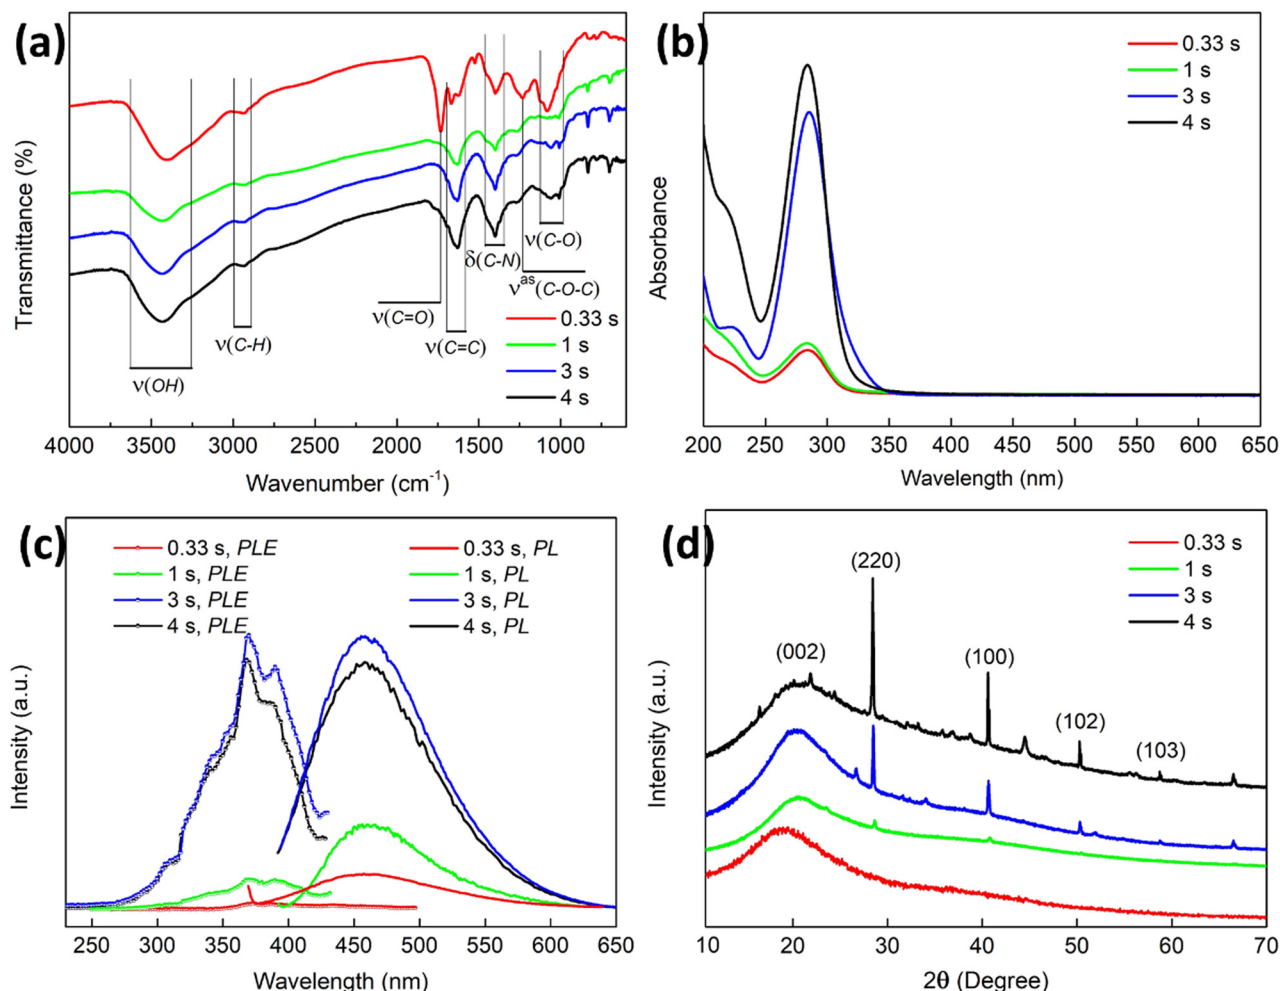 (a)
Transmittance (%)
ν(OH)
ν(C-H)
ν(C=O)
ν(C=C)
δ(C-N)
ν(C-O)
νas(C-O-C)
0.33 s
1 s
3 s
4 s
4000 3500 3000 2500 2000 1500 1000
Wavenumber (cm-1)
(b)
Absorbance
0.33 s
1 s
3 s
4 s
200 250 300 350 400 450 500 550 600 650
Wavelength (nm)
(c)
Intensity (a.u.)
0.33 s, PLE
1 s, PLE
3 s, PLE
4 s, PLE
0.33 s, PL
1 s, PL
3 s, PL
4 s, PL
250 300 350 400 450 500 550 600 650
Wavelength (nm)
(d)
Intensity (a.u.)
0.33 s
1 s
3 s
4 s
(002)
(220)
(100)
(102)
(103)
10 20 30 40 50 60 70
2θ (Degree)